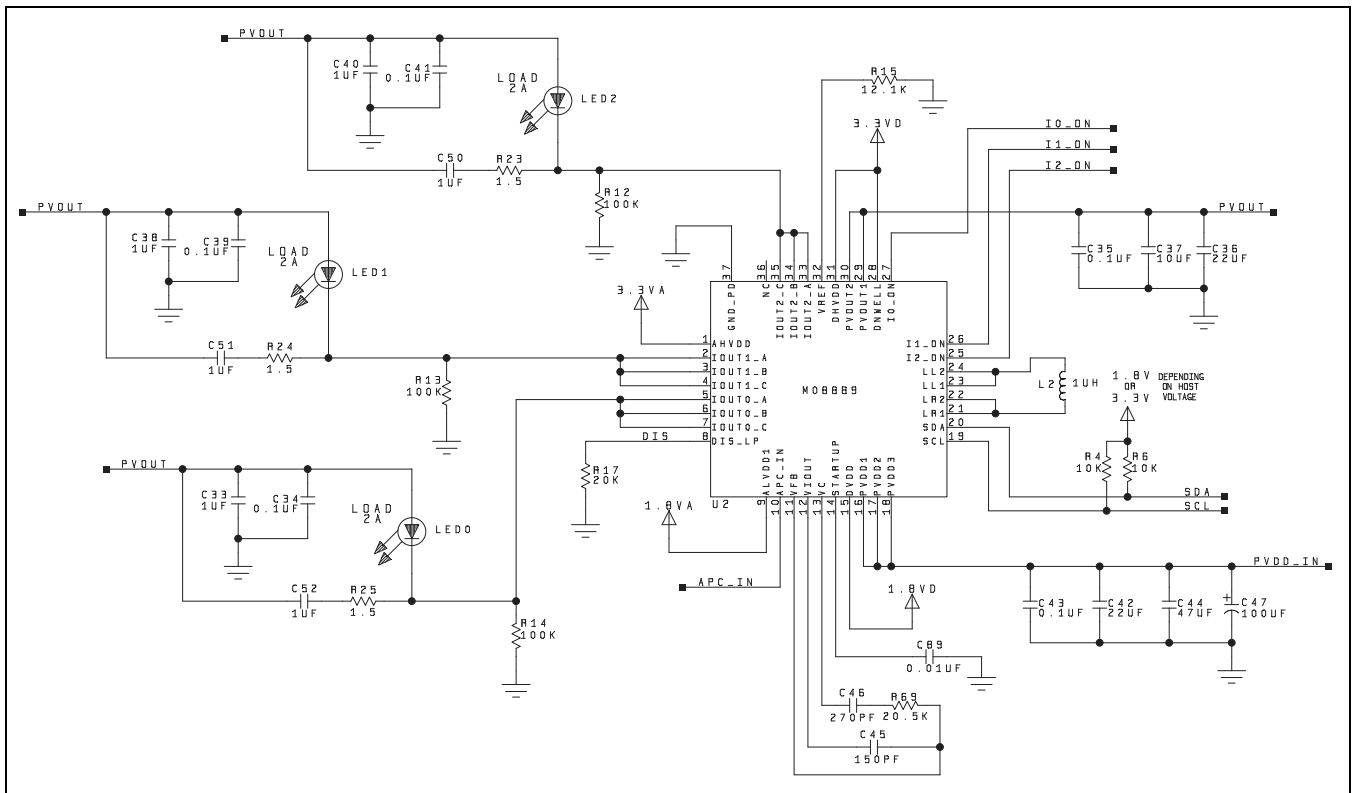 PVOUT
C40
1UF
C41
0.1UF
LOAD
2A
LED2
C50
1UF
R23
1.5
R12
100K
R15
12.1K
3.3VD
I0_ON
I1_ON
I2_ON
PVOUT
C38
1UF
C39
0.1UF
LOAD
2A
LED1
C51
1UF
R24
1.5
R13
100K
PVOUT
C35
0.1UF
C37
10UF
C36
22UF
3.3VA
37
36
35
34
33
32
31
30
29
28
27
GND_PD
NC
IOUT2_C
IOUT2_B
IOUT2_A
VREF
DHVDD
PVOUT2
PVOUT1
DNWELL
I0_ON
1 AHVDD
2 IOUT1_A
3 IOUT1_B
4 IOUT1_C
5 IOUT0_A
6 IOUT0_B
7 IOUT0_C
8 DIS_LP
M08889
I1_ON 26
I2_ON 25
LL2 24
LL1 23
LR2 22
LR1 21
SDA 20
SCL 19
L2
1UH
1.8V
OR
3.3V
DEPENDING
ON HOST
VOLTAGE
R4
10K
R6
10K
SDA
SCL
DIS
R17
20K
U2
ALVDD1
APC_IN
VFB
VIOUT
VC
STARTUP
DVDD
PVDD1
PVDD2
PVDD3
9
10
11
12
13
14
15
16
17
18
1.8VA
APC_IN
PVOUT
C33
1UF
C34
0.1UF
LOAD
2A
LED0
C52
1UF
R25
1.5
R14
100K
1.8VD
PVDD_IN
C43
0.1UF
C42
22UF
C44
47UF
+
C47
100UF
C89
0.01UF
C46
270PF
R69
20.5K
C45
150PF